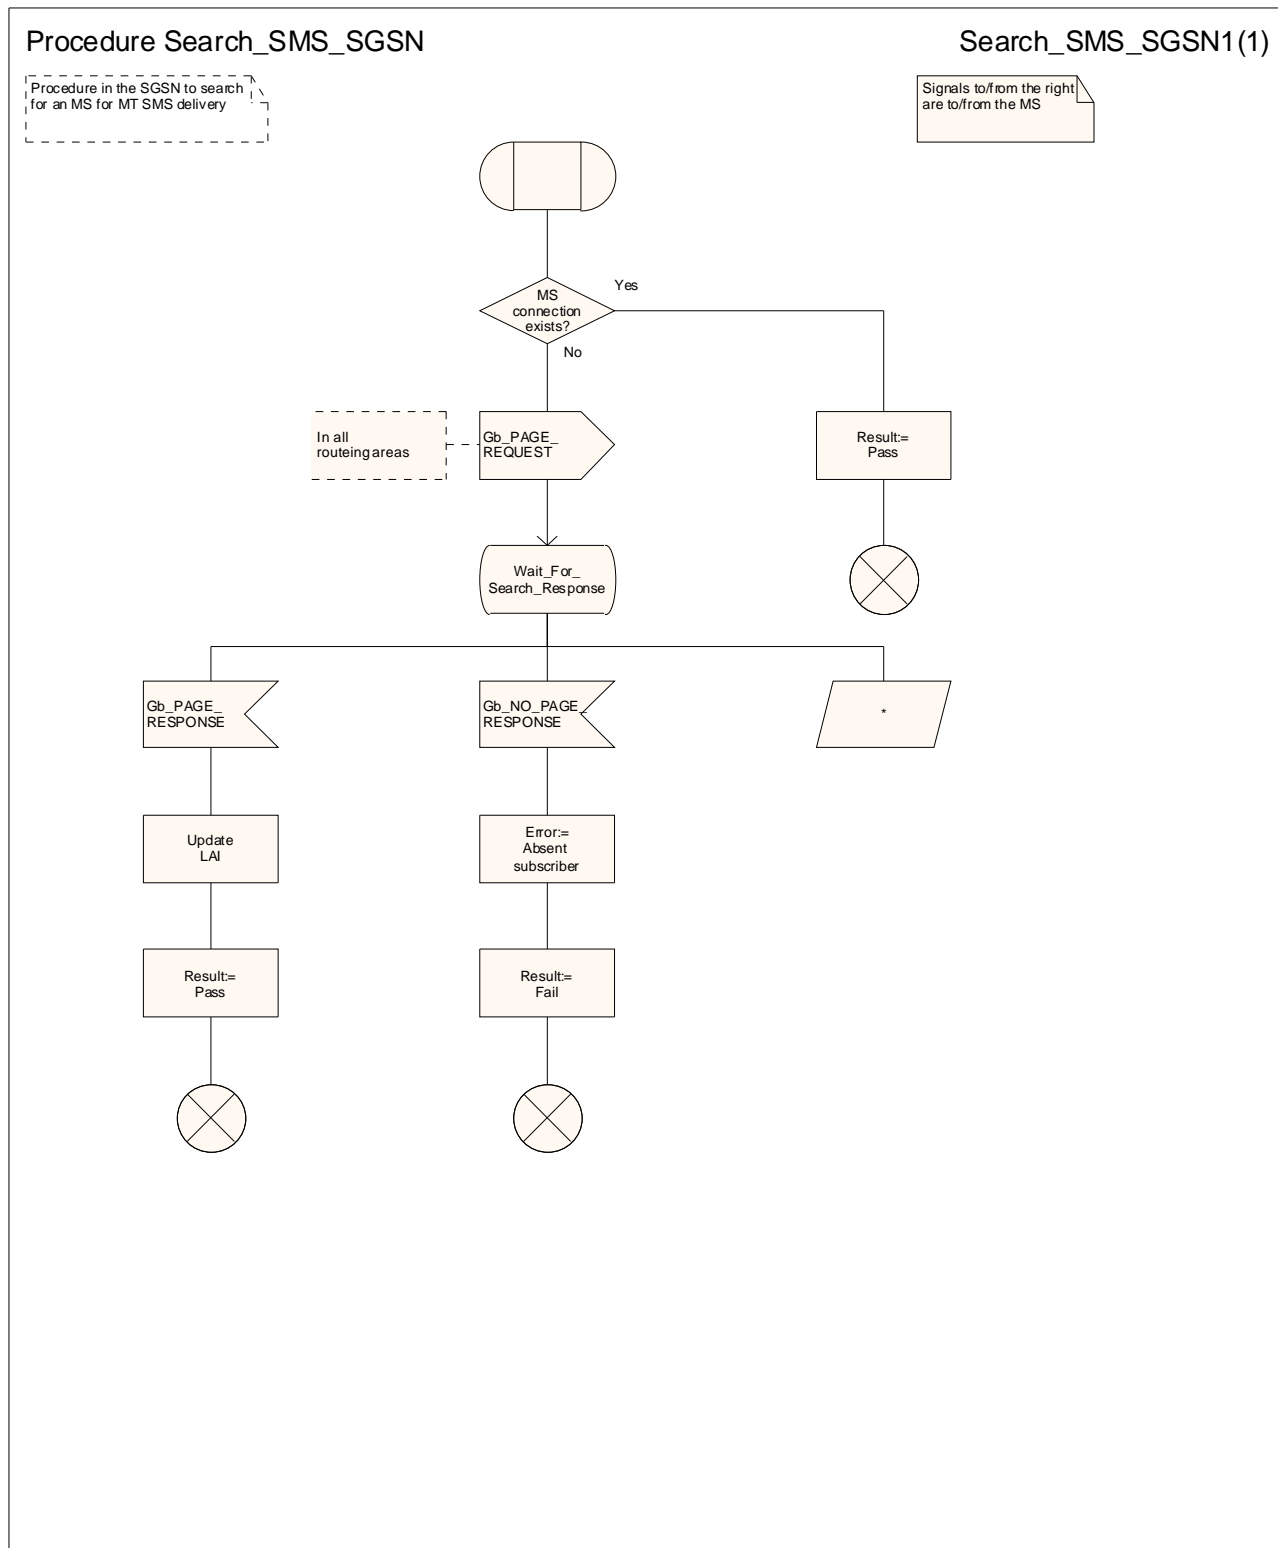 Procedure Search_SMS_SGSN
Search_SMS_SGSN1(1)
Procedure in the SGSN to search
for an MS for MT SMS delivery
Signals to/from the right
are to/from the MS
MS
connection
exists?
Yes
No
In all
routeing areas
Gb_PAGE_
REQUEST
Result:=
Pass
Wait_For_
Search_Response
Gb_PAGE_
RESPONSE
Gb_NO_PAGE_
RESPONSE
*
Update
LAI
Error:=
Absent
subscriber
Result:=
Pass
Result:=
Fail